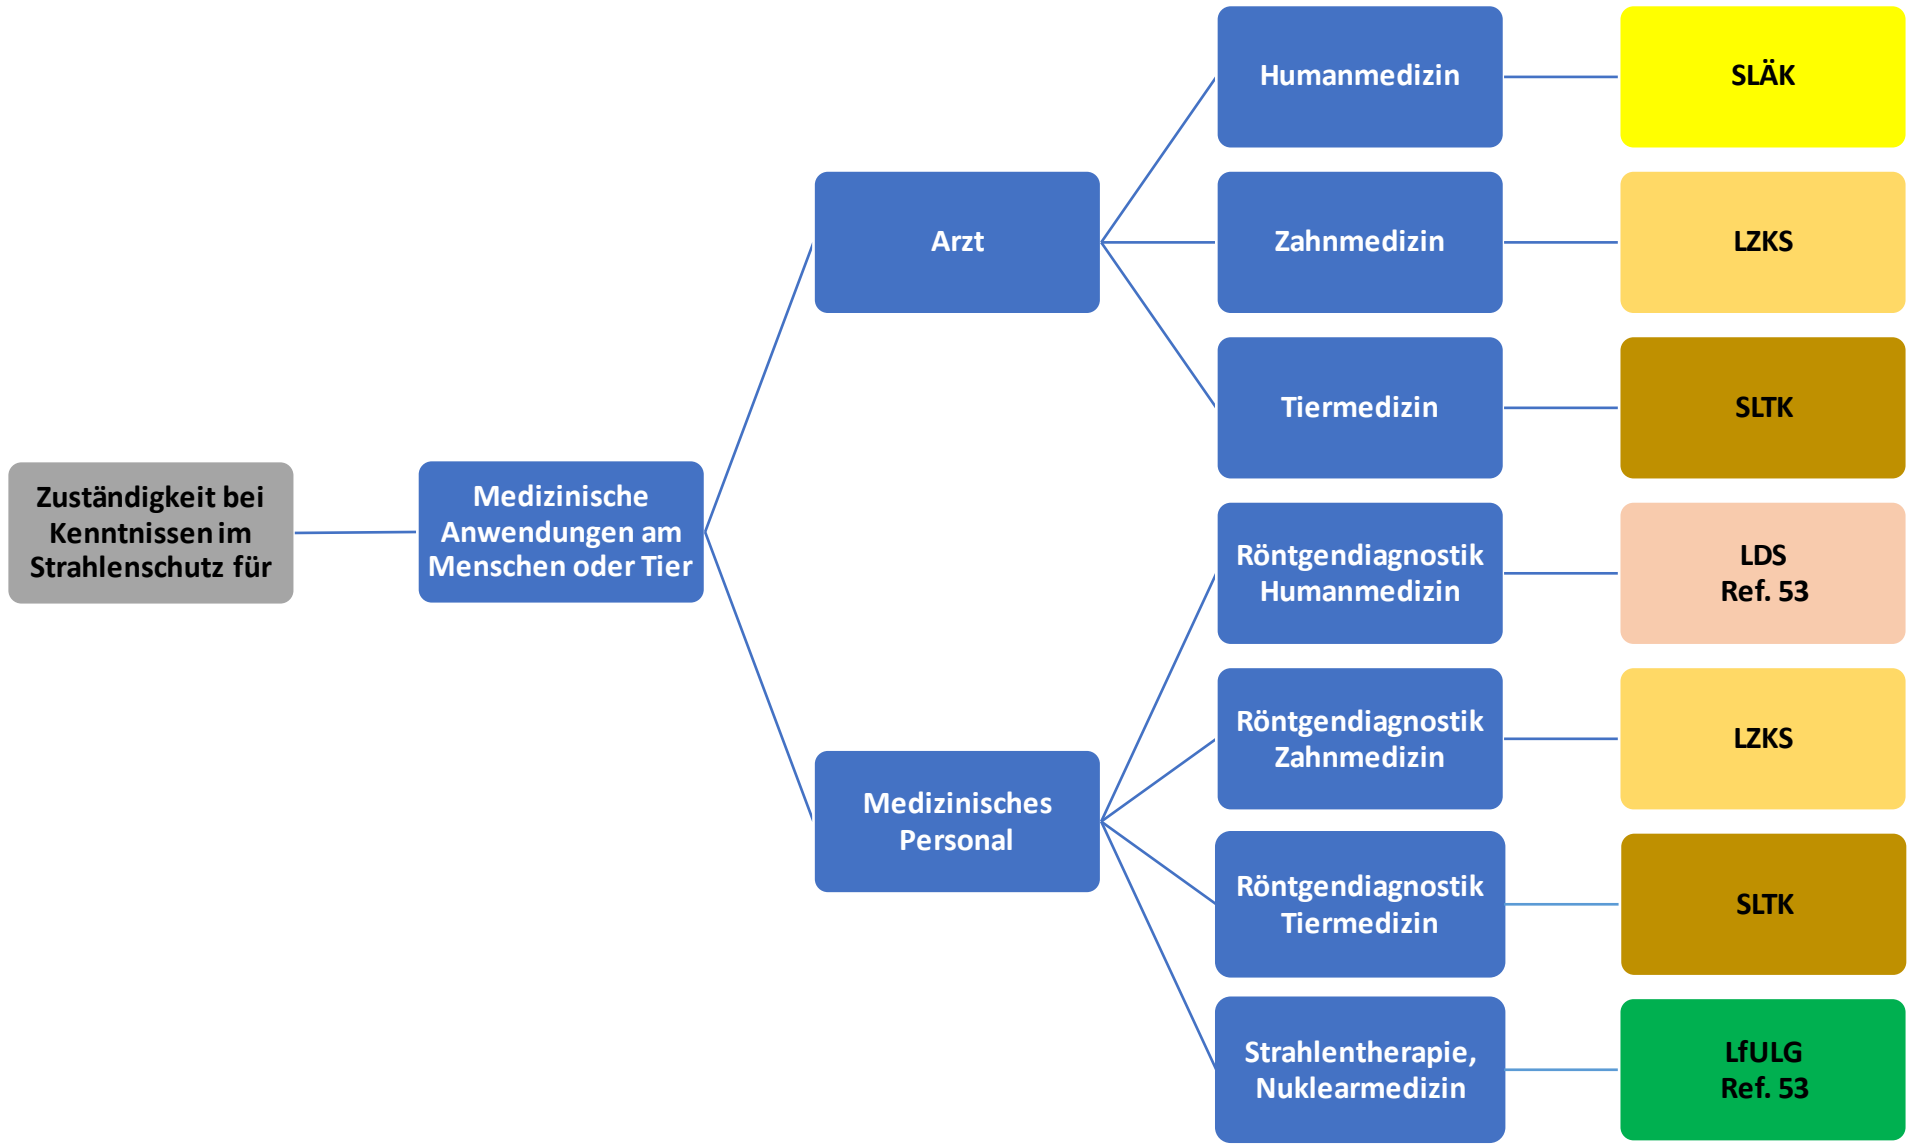 Zuständigkeit bei
Kenntnissen im
Strahlenschutz für
Medizinische
Anwendungen am
Menschen oder Tier
Arzt
Humanmedizin
SLÄK
Zahnmedizin
LZKS
Tiermedizin
SLTK
Medizinisches
Personal
Röntgendiagnostik
Humanmedizin
LDS
Ref. 53
Röntgendiagnostik
Zahnmedizin
LZKS
Röntgendiagnostik
Tiermedizin
SLTK
Strahlentherapie,
Nuklearmedizin
LfULG
Ref. 53